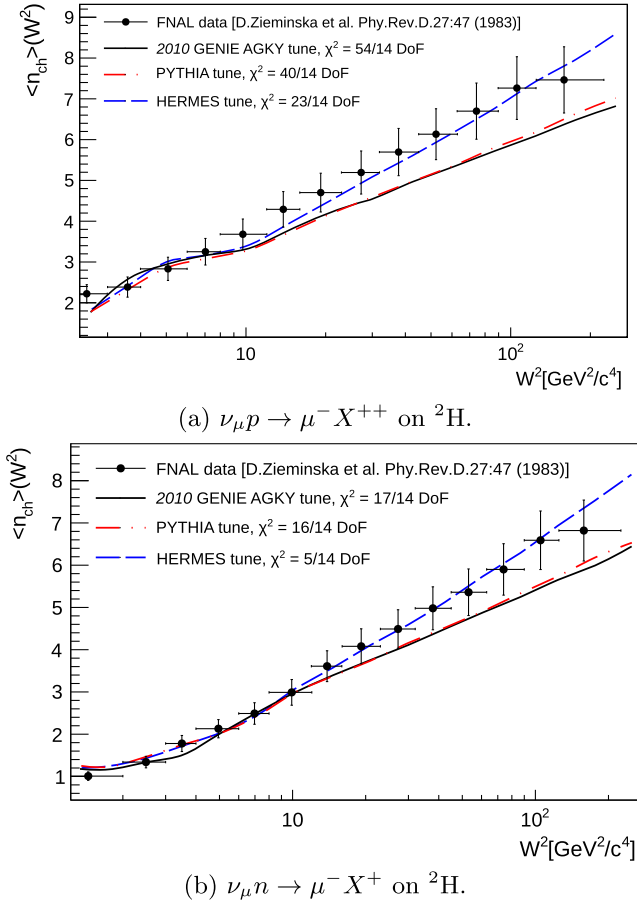 <n_ch>(W²)
9
8
7
6
5
4
3
2
FNAL data [D.Zieminska et al. Phy.Rev.D.27:47 (1983)]
2010 GENIE AGKY tune, χ² = 54/14 DoF
PYTHIA tune, χ² = 40/14 DoF
HERMES tune, χ² = 23/14 DoF
10 10²
W²[GeV²/c⁴]
(a) ν_μ p → μ⁻X⁺⁺ on ²H.
<n_ch>(W²)
8
7
6
5
4
3
2
1
FNAL data [D.Zieminska et al. Phy.Rev.D.27:47 (1983)]
2010 GENIE AGKY tune, χ² = 17/14 DoF
PYTHIA tune, χ² = 16/14 DoF
HERMES tune, χ² = 5/14 DoF
10 10²
W²[GeV²/c⁴]
(b) ν_μ n → μ⁻X⁺ on ²H.